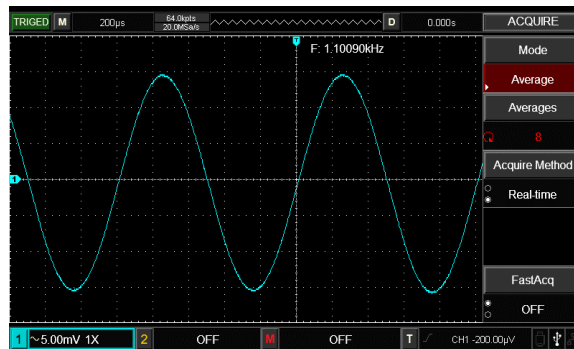 TRIGED M 200μs 64.0kpts D 0.000s ACQUIRE
20.0MSa/s
T
F: 1.10090kHz
Mode
Average
Averages
8
Acquire Method
Real-time
1
FastAcq
OFF
1 ~5.00mV 1X 2 OFF M OFF T CH1 -200.00μV